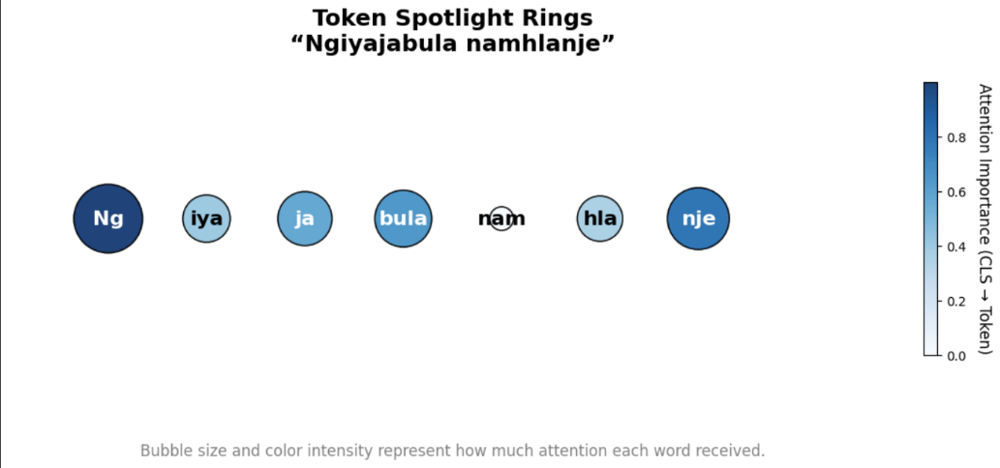 Token Spotlight Rings
“Ngiyajabula namhlanje”
Ng iya ja bula nam hla nje
0.8
0.6
0.4
0.2
0.0
Attention Importance (CLS → Token)
Bubble size and color intensity represent how much attention each word received.